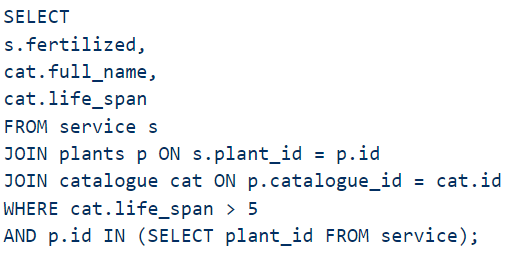 SELECT
s.fertilized,
cat.full_name,
cat.life_span
FROM service s
JOIN plants p ON s.plant_id = p.id
JOIN catalogue cat ON p.catalogue_id = cat.id
WHERE cat.life_span > 5
AND p.id IN (SELECT plant_id FROM service);